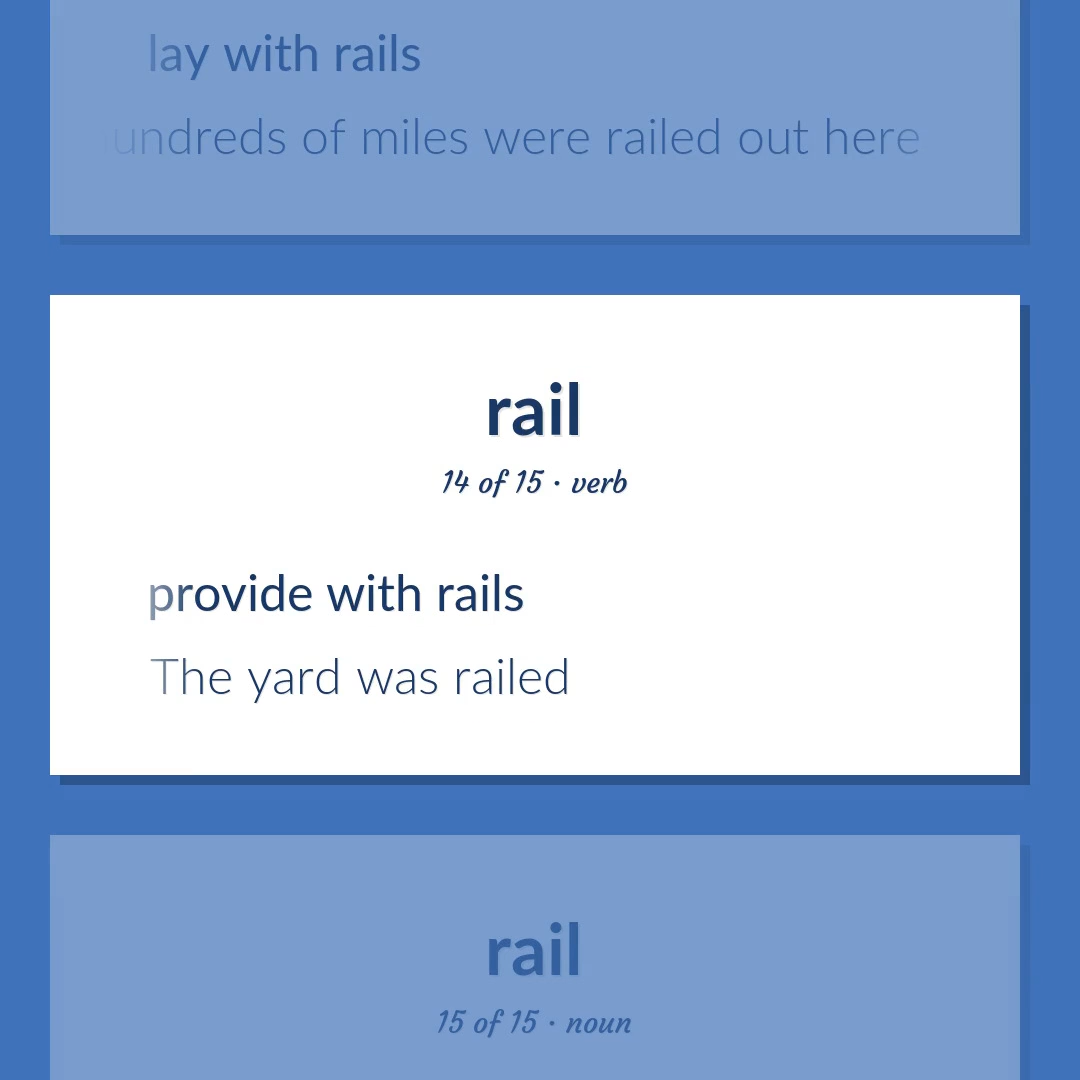 lay with rails
undreds of miles were railed out here
rail
14 of 15 · verb
provide with rails
The yard was railed
rail
15 of 15 · noun